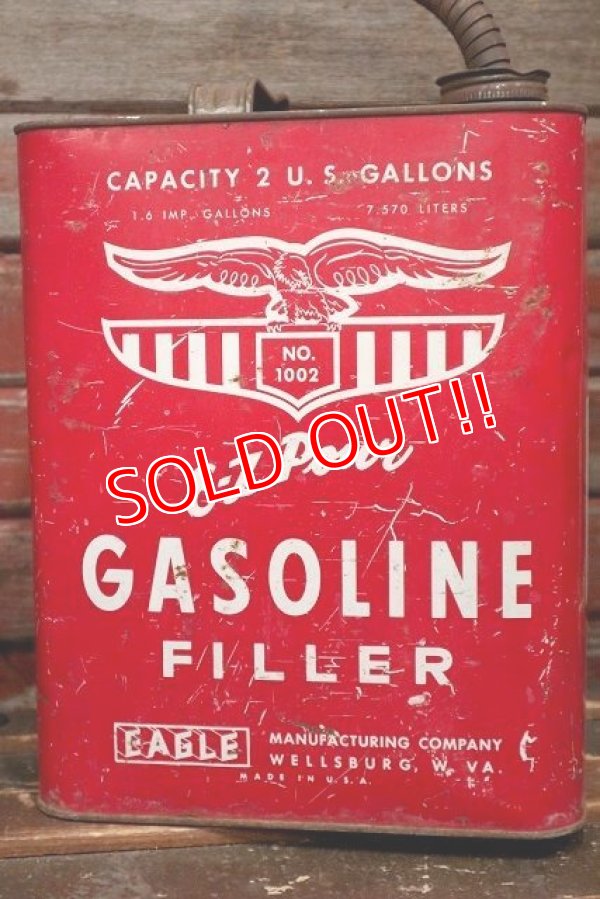 CAPACITY 2 U. S. GALLONS
1.6 IMP. GALLONS 7.570 LITERS
NO.
1002
SOLD OUT!!
E-Z Pour
GASOLINE
FILLER
EAGLE MANUFACTURING COMPANY
WELLSBURG, W. VA.
MADE IN U.S.A.